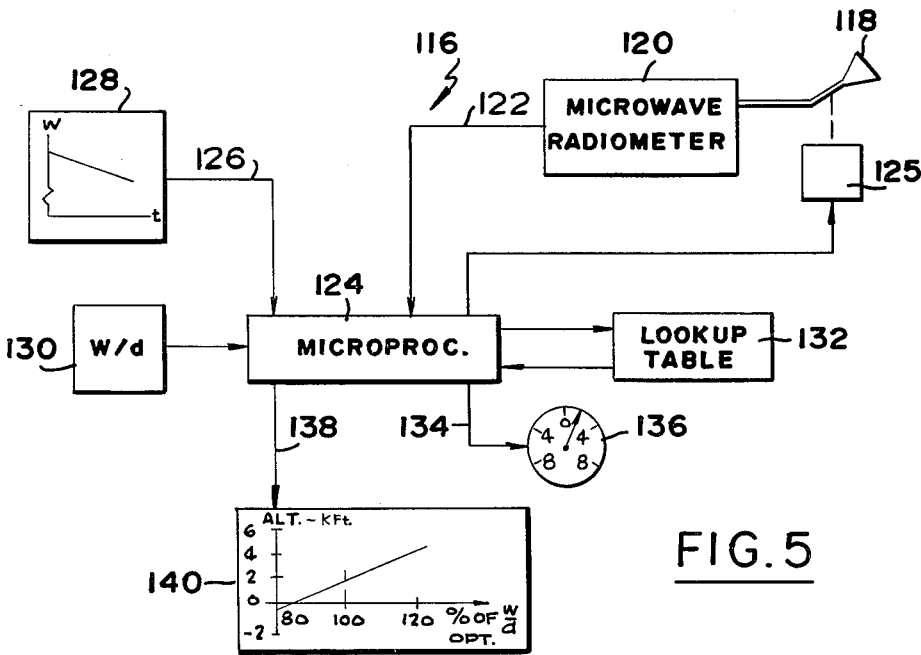 116
120
118
128
MICROWAVE
RADIOMETER
122
W
126
t
125
124
130
W/d
MICROPROC.
LOOKUP
TABLE
132
138
134
0
4 4
8 8
136
ALT. ~ KFt.
6
4
2
0
-2
80 100 120 % OF W/d
OPT.
140
FIG. 5